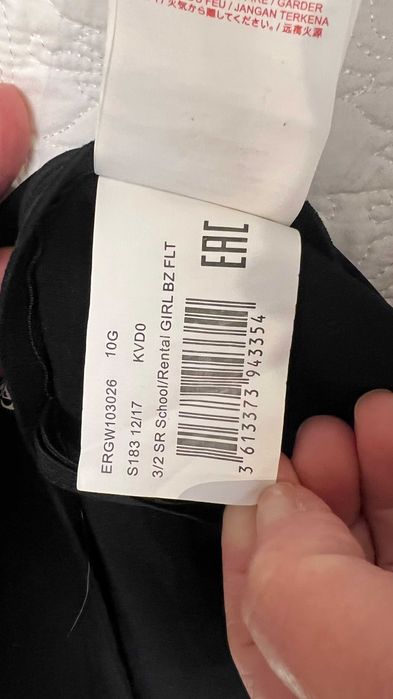 FEU / JANGAN TERKENA
火気から離してください。/ 远离火源
ERGW103026 10G
S183 12/17 KVD0
3/2 SR School/Rental GIRL BZ FLT
EAC
3 613373 943354